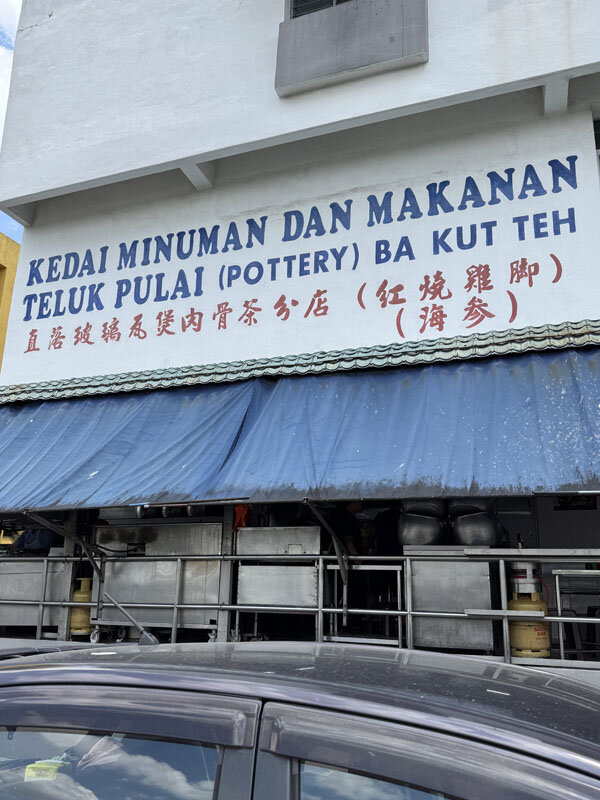 KEDAI MINUMAN DAN MAKANAN
TELUK PULAI (POTTERY) BA KUT TEH
直落玻璃瓦煲肉骨茶分店 (红燒雞脚)
(海参)